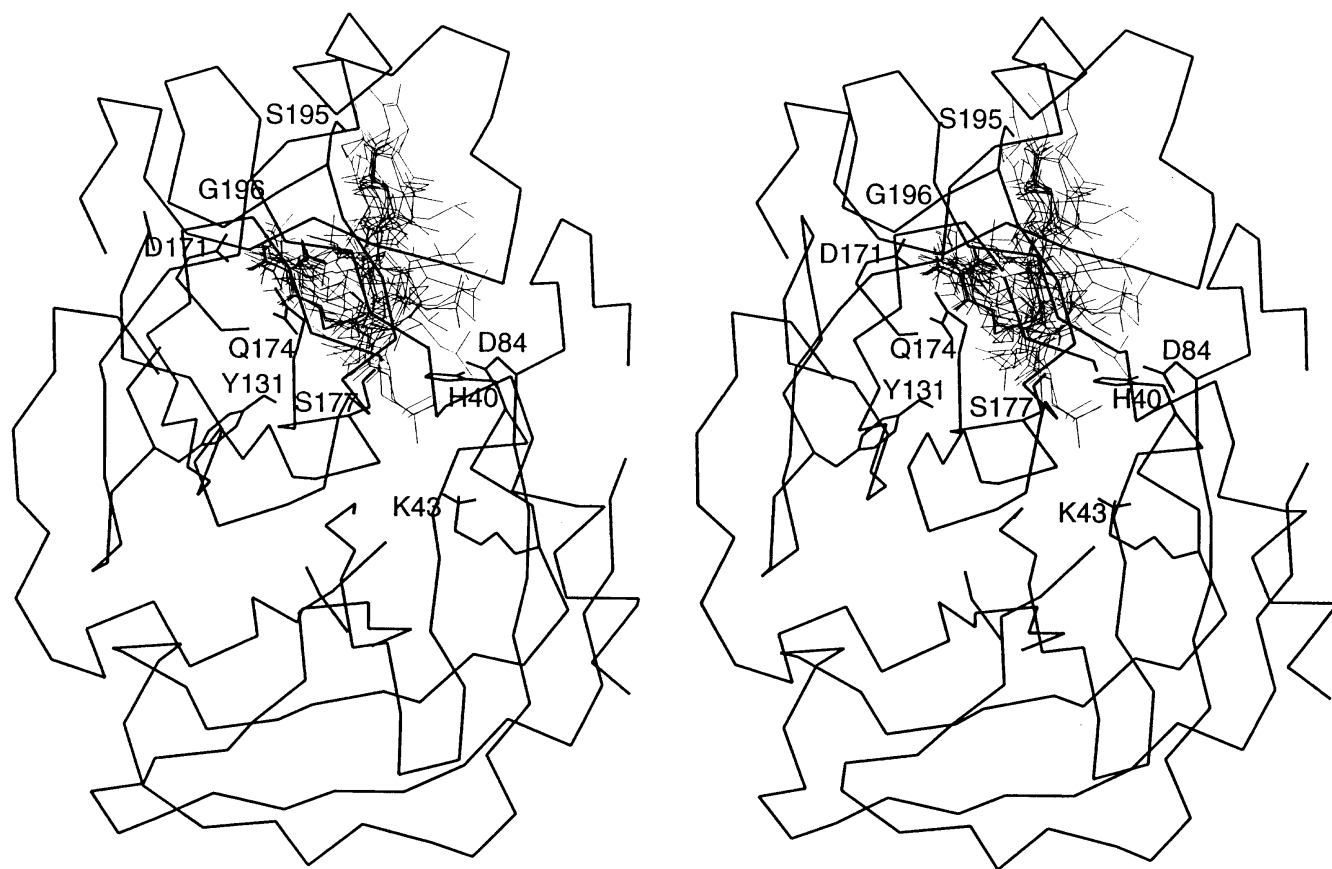 S195 S195
G196 G196
D171 D171
Q174 D84 Q174 D84
Y131 Y131
S177 H40 S177 H40
K43 K43